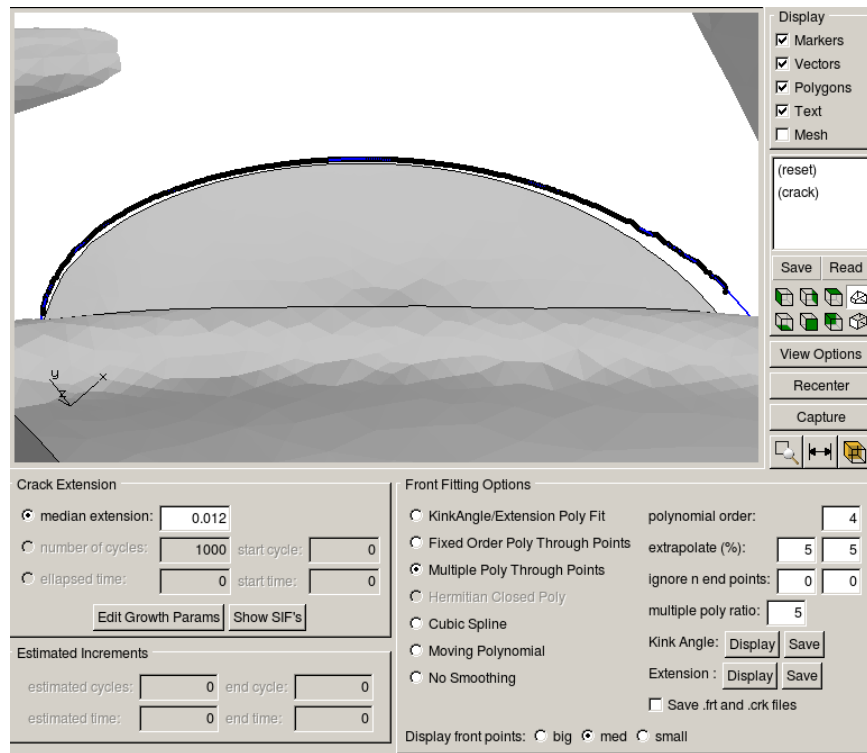 Display
Markers
Vectors
Polygons
Text
Mesh
(reset)
(crack)
Save Read
View Options
Recenter
Capture
y x
z
Crack Extension
median extension: 0.012
number of cycles: 1000 start cycle: 0
ellapsed time: 0 start time: 0
Edit Growth Params Show SIF's
Estimated Increments
estimated cycles: 0 end cycle: 0
estimated time: 0 end time: 0
Front Fitting Options
KinkAngle/Extension Poly Fit
Fixed Order Poly Through Points
Multiple Poly Through Points
Hermitian Closed Poly
Cubic Spline
Moving Polynomial
No Smoothing
polynomial order: 4
extrapolate (%): 5 5
ignore n end points: 0 0
multiple poly ratio: 5
Kink Angle: Display Save
Extension : Display Save
Save .frt and .crk files
Display front points: big med small